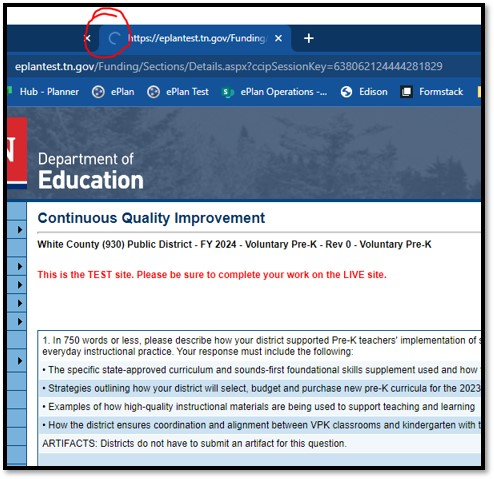 https://eplantest.tn.gov/Funding/
eplantest.tn.gov/Funding/Sections/Details.aspx?ccipSessionKey=638062124444281829
Hub - Planner ePlan ePlan Test ePlan Operations -... Edison Formstack
N
Department of
Education
Continuous Quality Improvement
White County (930) Public District - FY 2024 - Voluntary Pre-K - Rev 0 - Voluntary Pre-K
This is the TEST site. Please be sure to complete your work on the LIVE site.
1. In 750 words or less, please describe how your district supported Pre-K teachers' implementation of
everyday instructional practice. Your response must include the following:
• The specific state-approved curriculum and sounds-first foundational skills supplement used and how
• Strategies outlining how your district will select, budget and purchase new pre-K curricula for the 2023
• Examples of how high-quality instructional materials are being used to support teaching and learning
• How the district ensures coordination and alignment between VPK classrooms and kindergarten with
ARTIFACTS: Districts do not have to submit an artifact for this question.